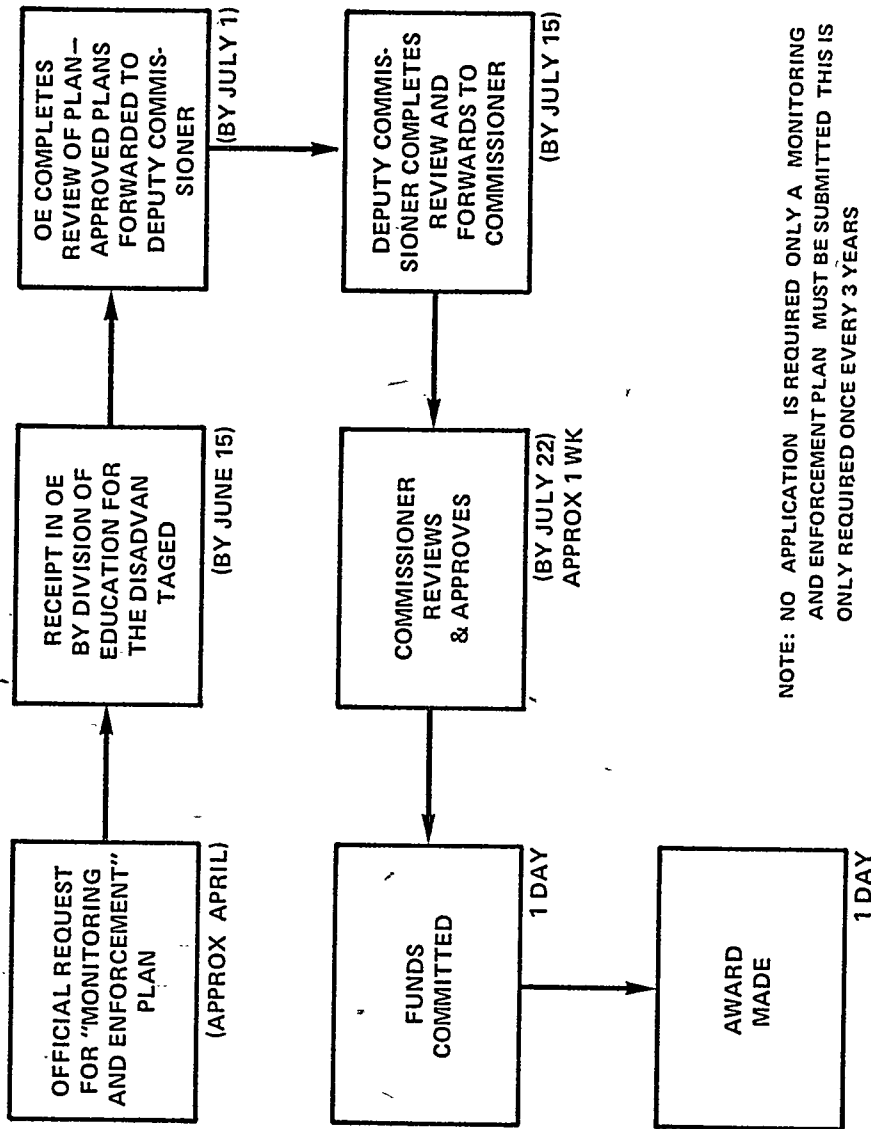 OFFICIAL REQUEST
FOR "MONITORING
AND ENFORCEMENT"
PLAN
(APPROX APRIL)
RECEIPT IN OE
BY DIVISION OF
EDUCATION FOR
THE DISADVAN
TAGED
(BY JUNE 15)
OE COMPLETES
REVIEW OF PLAN—
APPROVED PLANS
FORWARDED TO
DEPUTY COMMIS-
SIONER
(BY JULY 1)
DEPUTY COMMIS-
SIONER COMPLETES
REVIEW AND
FORWARDS TO
COMMISSIONER
(BY JULY 15)
COMMISSIONER
REVIEWS
& APPROVES
(BY JULY 22)
APPROX 1 WK
FUNDS
COMMITTED
1 DAY
AWARD
MADE
1 DAY
NOTE: NO APPLICATION IS REQUIRED ONLY A MONITORING
AND ENFORCEMENT PLAN MUST BE SUBMITTED THIS IS
ONLY REQUIRED ONCE EVERY 3 YEARS